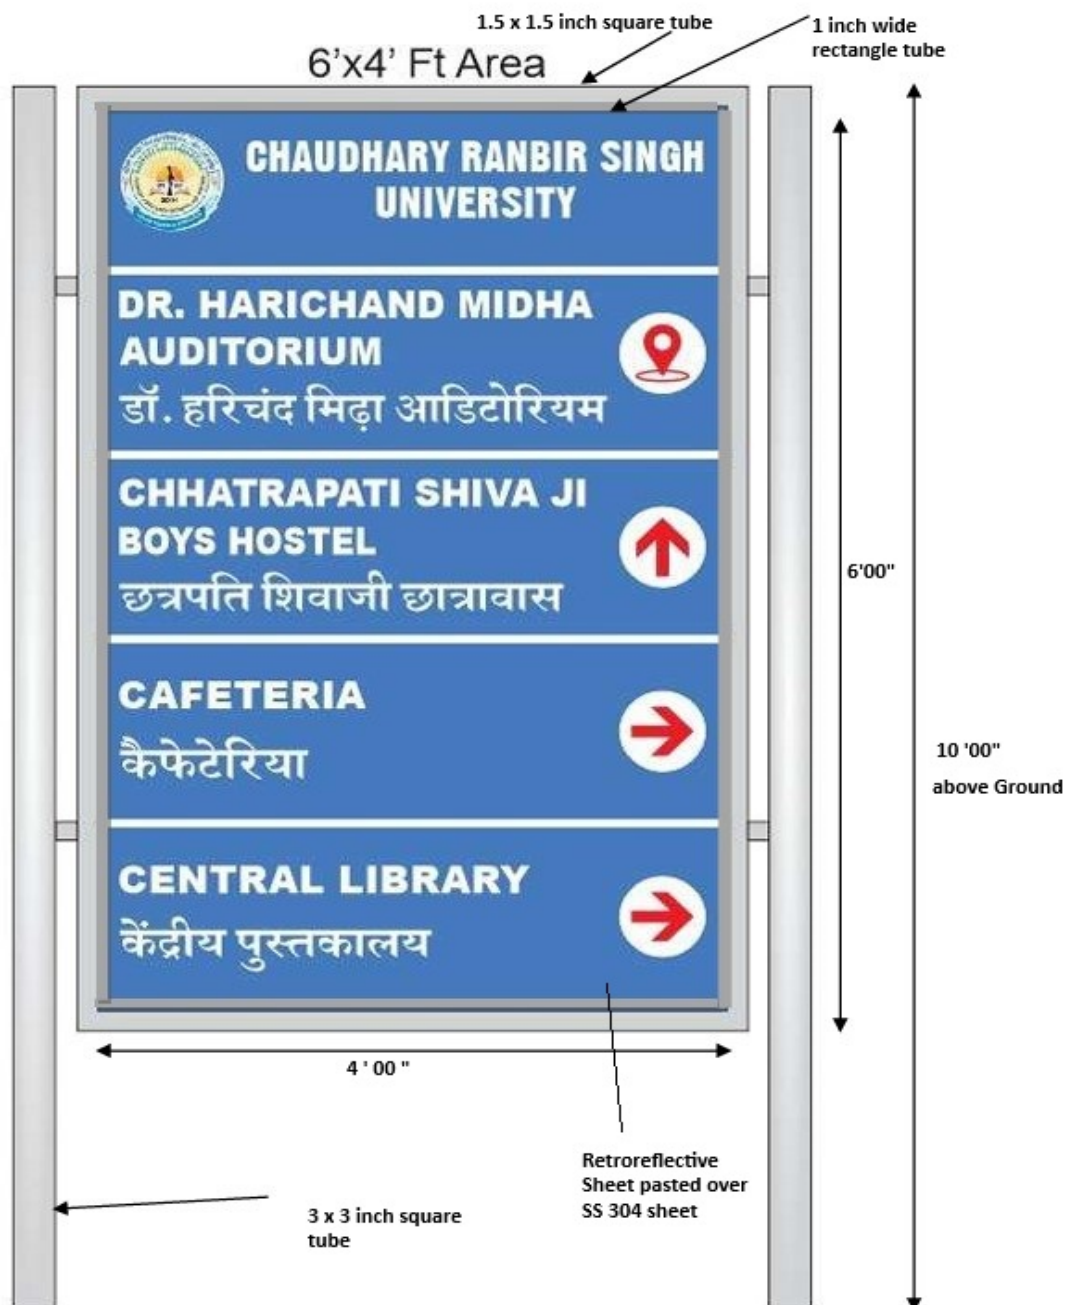 1.5 x 1.5 inch square tube
1 inch wide
rectangle tube
6'x4' Ft Area
CHAUDHARY RANBIR SINGH
UNIVERSITY
DR. HARICHAND MIDHA
AUDITORIUM
डॉ. हरिचंद मिढ़ा आडिटोरियम
CHHATRAPATI SHIVA JI
BOYS HOSTEL
छत्रपति शिवाजी छात्रावास
CAFETERIA
कैफेटेरिया
CENTRAL LIBRARY
केंद्रीय पुस्तकालय
6'00"
10 '00"
above Ground
4 ' 00 "
Retroreflective
Sheet pasted over
SS 304 sheet
3 x 3 inch square
tube